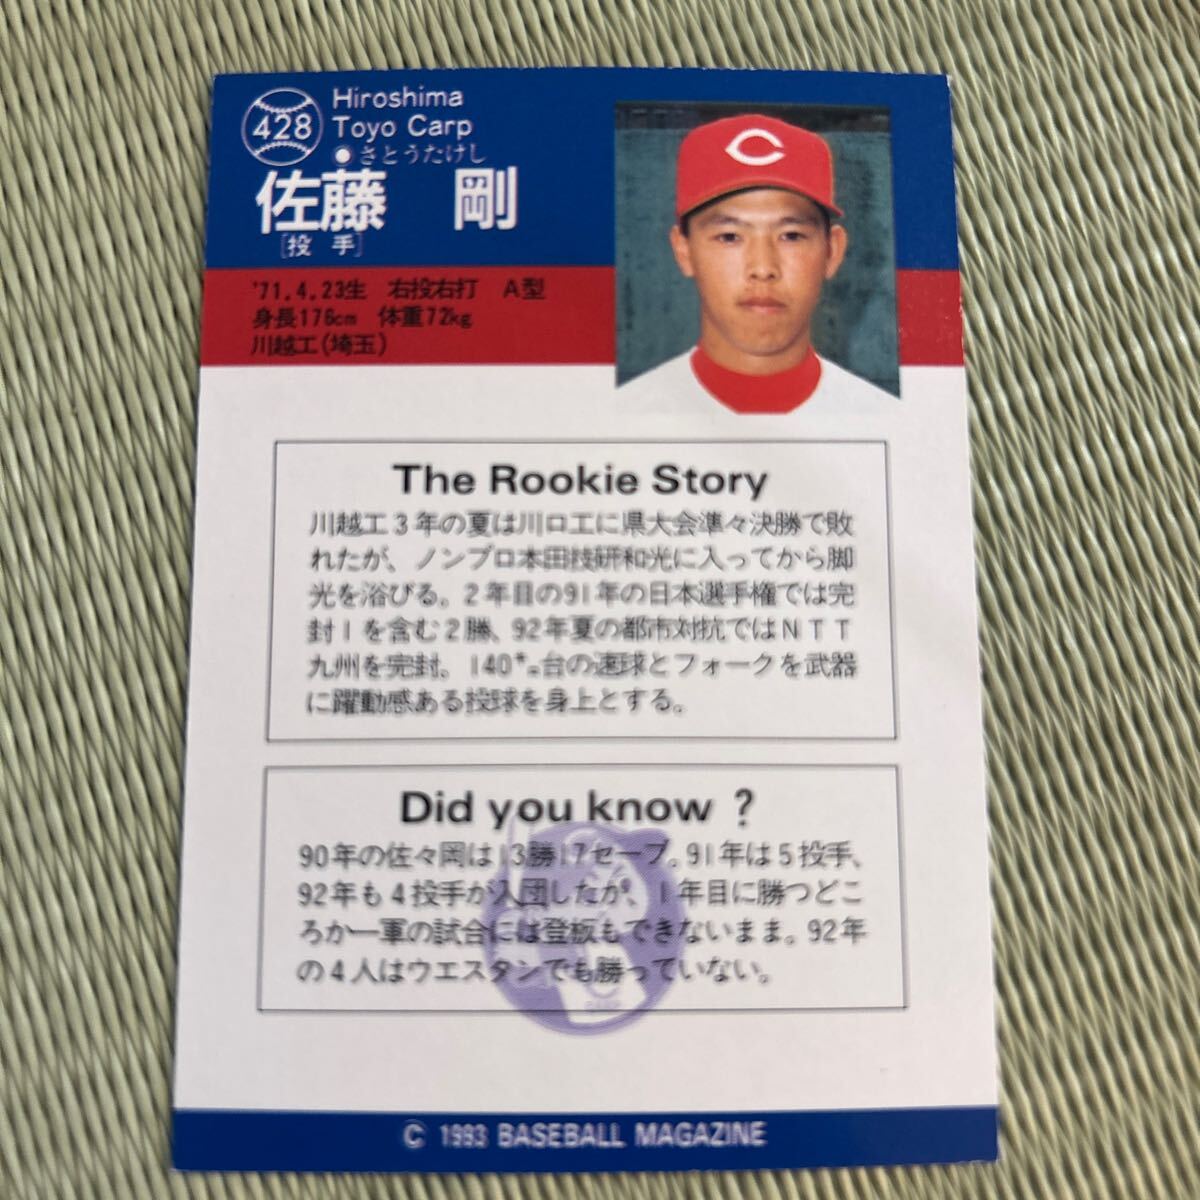 428
Hiroshima
Toyo Carp
●さとうたけし
佐藤 剛
[投 手]
'71.4.23生 右投右打 A型
身長176cm 体重72kg
川越工(埼玉)
The Rookie Story
川越工3年の夏は川口工に県大会準々決勝で敗
れたが、ノンプロ本田技研和光に入ってから脚
光を浴びる。2年目の91年の日本選手権では完
封1を含む2勝、92年夏の都市対抗ではNTT
九州を完封。140㌔台の速球とフォークを武器
に躍動感ある投球を身上とする。
Did you know ?
90年の佐々岡は13勝17セーブ。91年は5投手、
92年も4投手が入団したが、1年目に勝つどこ
ろか一軍の試合には登板もできないまま。92年
の4人はウエスタンでも勝っていない。
© 1993 BASEBALL MAGAZINE